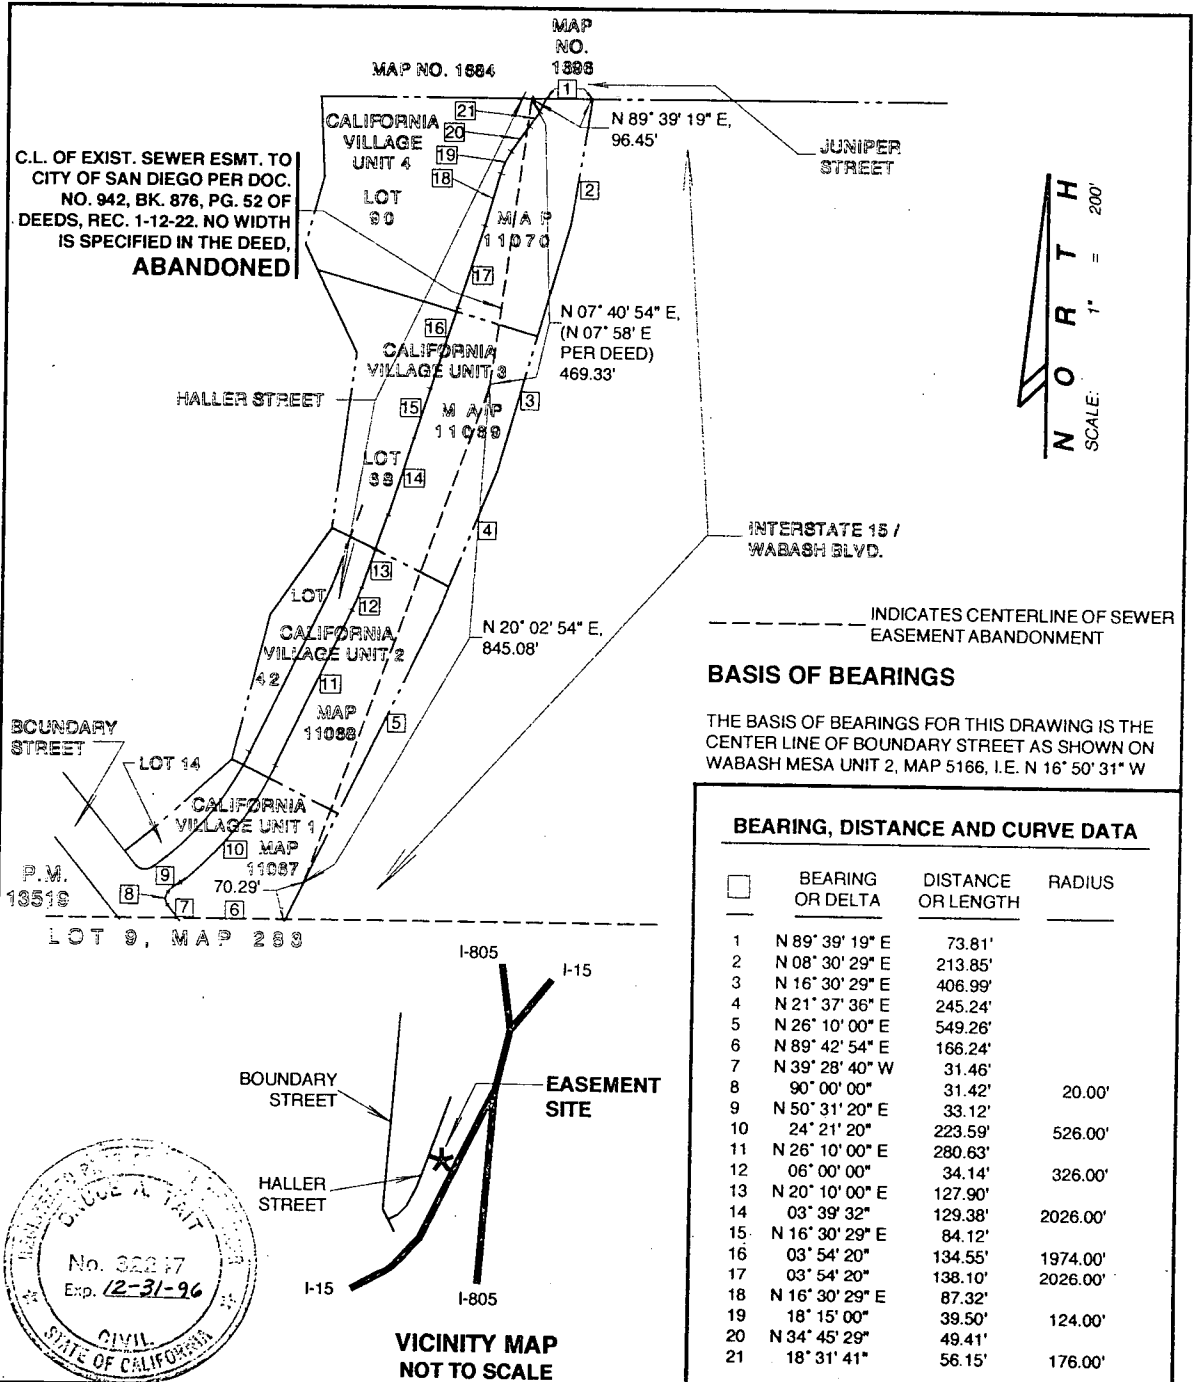 MAP
NO.
1898
MAP NO. 1884
1
21
CALIFORNIA
VILLAGE
UNIT 4
20
19
18
N 89° 39' 19" E,
96.45'
JUNIPER
STREET
C.L. OF EXIST. SEWER ESMT. TO
CITY OF SAN DIEGO PER DOC.
NO. 942, BK. 876, PG. 52 OF
DEEDS, REC. 1-12-22. NO WIDTH
IS SPECIFIED IN THE DEED,
ABANDONED
LOT
90
2
MAP
11070
17
NORTH
SCALE: 1" = 200'
N 07° 40' 54" E,
(N 07° 58' E
PER DEED)
469.33'
16
CALIFORNIA
VILLAGE UNIT 3
HALLER STREET
15
MAP
11089
3
LOT
88
14
4
INTERSTATE 15 /
WABASH BLVD.
13
LOT
12
N 20° 02' 54" E,
845.08'
INDICATES CENTERLINE OF SEWER
EASEMENT ABANDONMENT
CALIFORNIA
VILLAGE UNIT 2
42
11
MAP
11088
5
BASIS OF BEARINGS
THE BASIS OF BEARINGS FOR THIS DRAWING IS THE
CENTER LINE OF BOUNDARY STREET AS SHOWN ON
WABASH MESA UNIT 2, MAP 5166, I.E. N 16° 50' 31" W
BOUNDARY
STREET
LOT 14
CALIFORNIA
VILLAGE UNIT 1
10
MAP
11087
70.29'
P.M.
13519
9
8
7
6
LOT 9, MAP 283
BEARING, DISTANCE AND CURVE DATA
BEARING OR DELTA DISTANCE OR LENGTH RADIUS
1 N 89° 39' 19" E 73.81'
2 N 08° 30' 29" E 213.85'
3 N 16° 30' 29" E 406.99'
4 N 21° 37' 36" E 245.24'
5 N 26° 10' 00" E 549.26'
6 N 89° 42' 54" E 166.24'
7 N 39° 28' 40" W 31.46'
8 90° 00' 00" 31.42' 20.00'
9 N 50° 31' 20" E 33.12'
10 24° 21' 20" 223.59' 526.00'
11 N 26° 10' 00" E 280.63'
12 06° 00' 00" 34.14' 326.00'
13 N 20° 10' 00" E 127.90'
14 03° 39' 32" 129.38' 2026.00'
15 N 16° 30' 29" E 84.12'
16 03° 54' 20" 134.55' 1974.00'
17 03° 54' 20" 138.10' 2026.00'
18 N 16° 30' 29" E 87.32'
19 18° 15' 00" 39.50' 124.00'
20 N 34° 45' 29" 49.41'
21 18° 31' 41" 56.15' 176.00'
I-805
I-15
BOUNDARY
STREET
EASEMENT
SITE
HALLER
STREET
I-15
I-805
VICINITY MAP
NOT TO SCALE
BRUCE A. TAIT
No.
Exp. 12-31-96
CIVIL
STATE OF CALIFORNIA